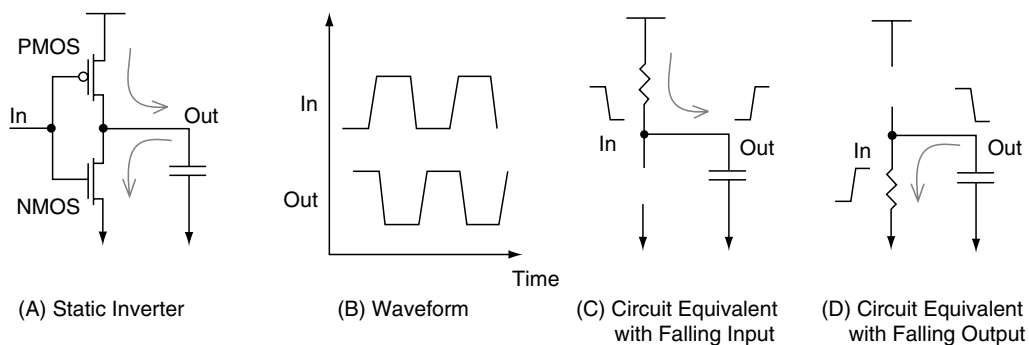 PMOS
In
Out
NMOS
(A) Static Inverter
In
Out
Time
(B) Waveform
In
Out
(C) Circuit Equivalent
with Falling Input
In
Out
(D) Circuit Equivalent
with Falling Output